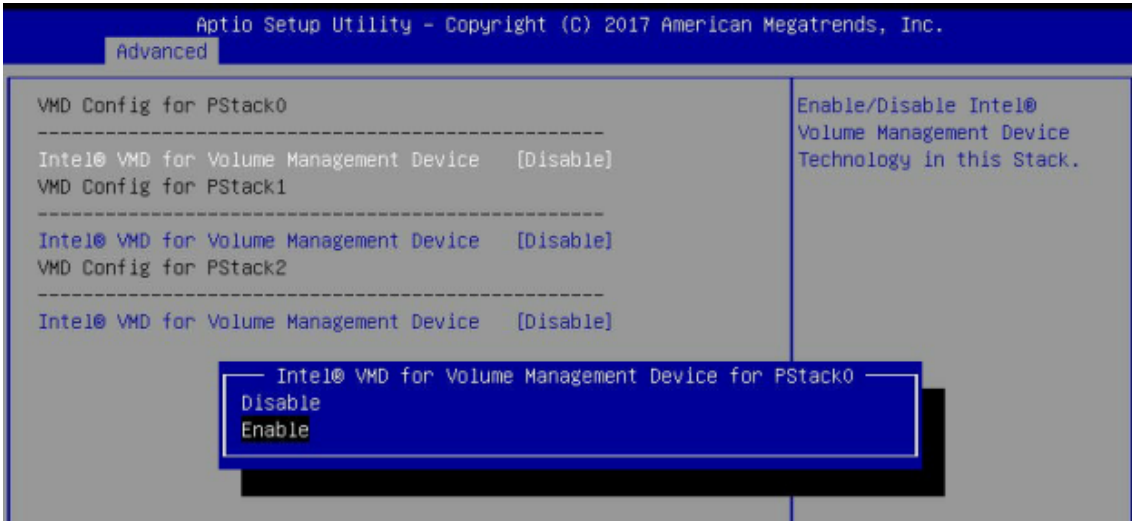 Aptio Setup Utility – Copyright (C) 2017 American Megatrends, Inc.
Advanced
VMD Config for PStack0
--------------------------------------------------
Intel® VMD for Volume Management Device [Disable]
VMD Config for PStack1
--------------------------------------------------
Intel® VMD for Volume Management Device [Disable]
VMD Config for PStack2
--------------------------------------------------
Intel® VMD for Volume Management Device [Disable]
Enable/Disable Intel®
Volume Management Device
Technology in this Stack.
Intel® VMD for Volume Management Device for PStack0
Disable
Enable